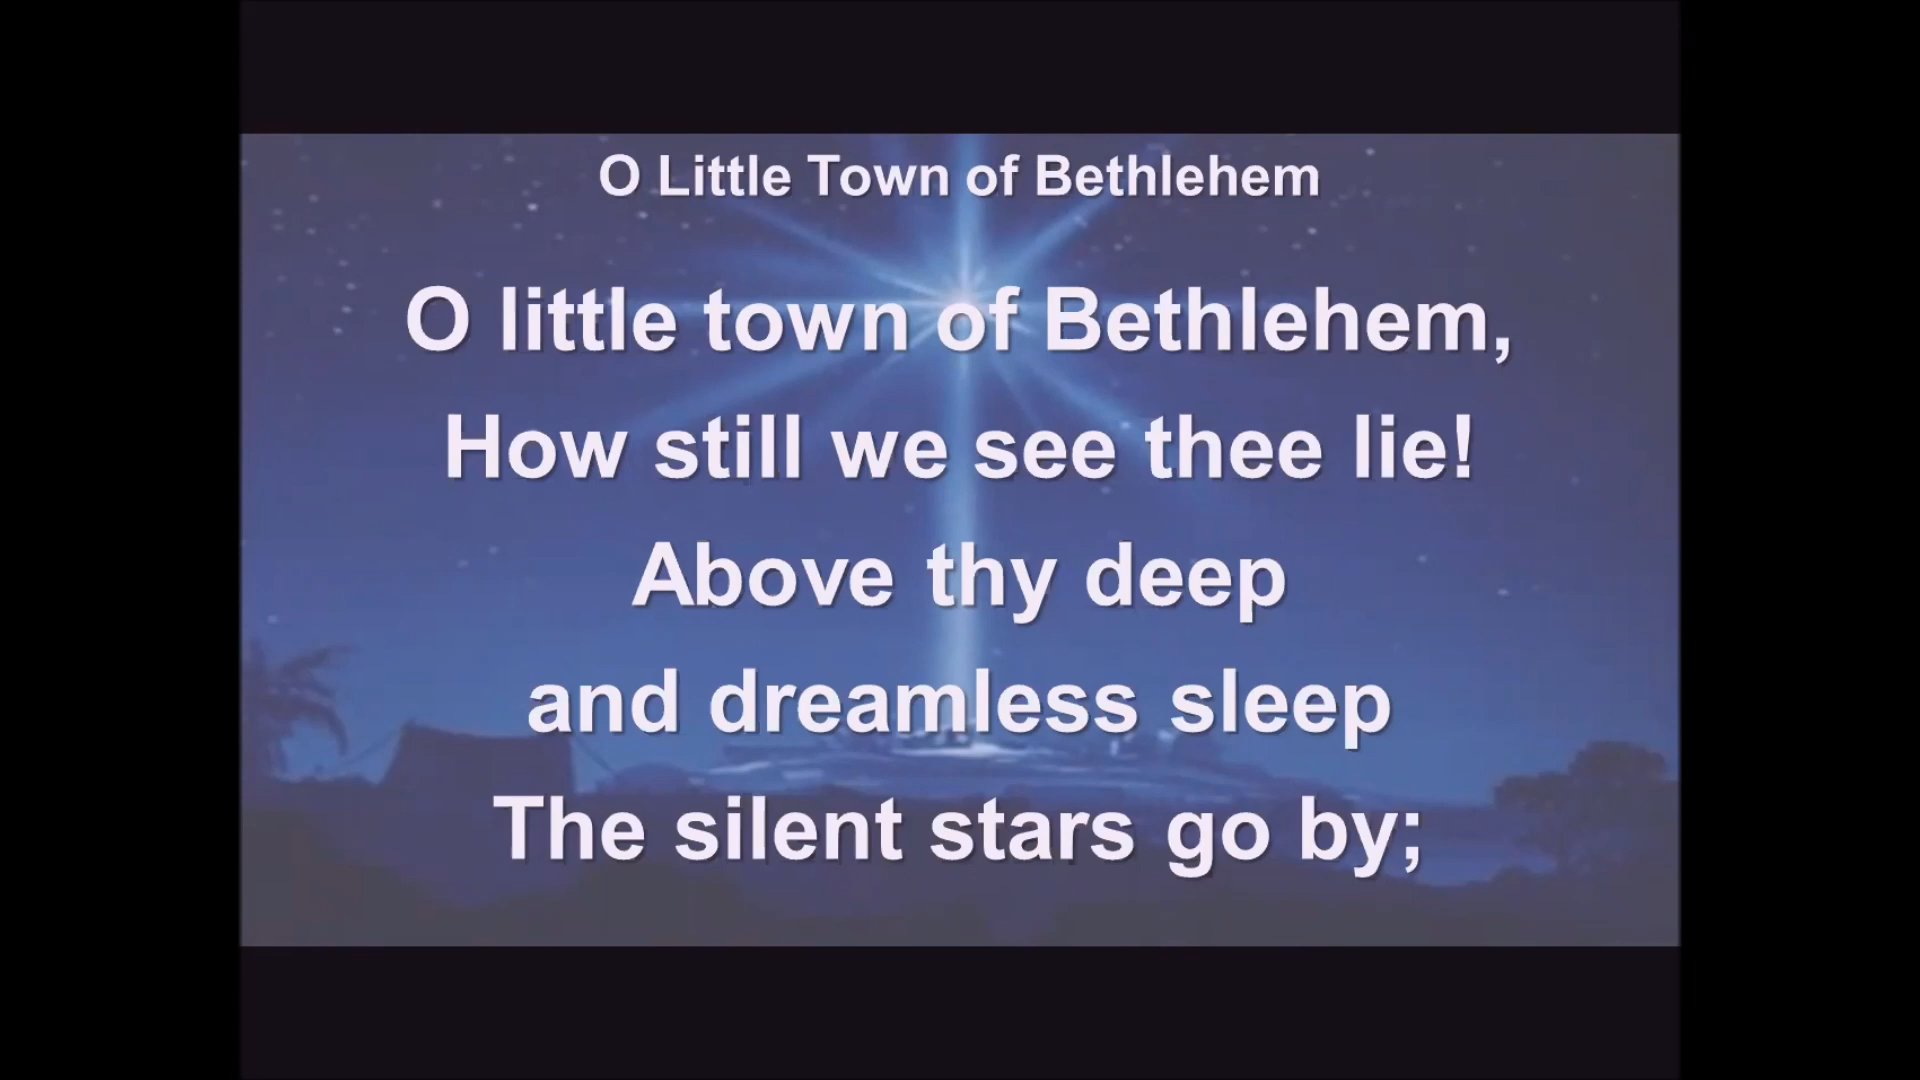 O Little Town of Bethlehem
O little town of Bethlehem,
How still we see thee lie!
Above thy deep
and dreamless sleep
The silent stars go by;